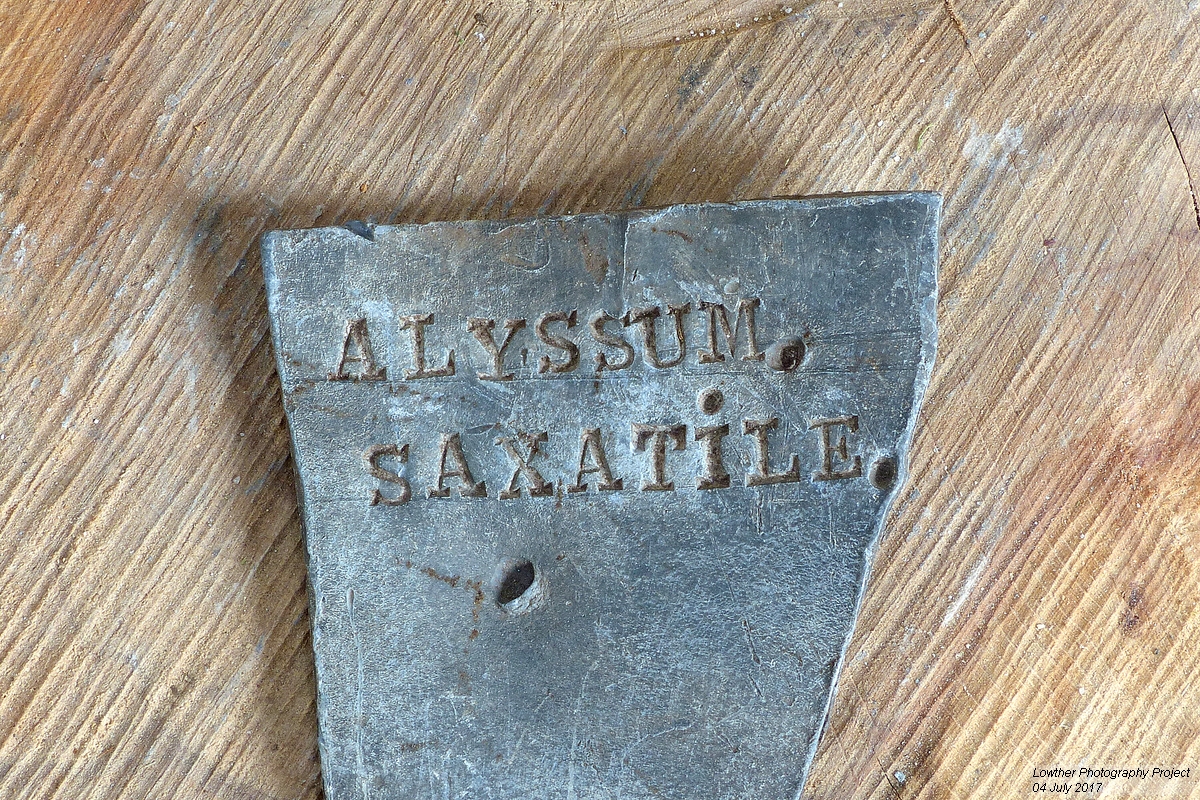 ALYSSUM.
SAXATiLE.
Lowther Photography Project
04 July 2017